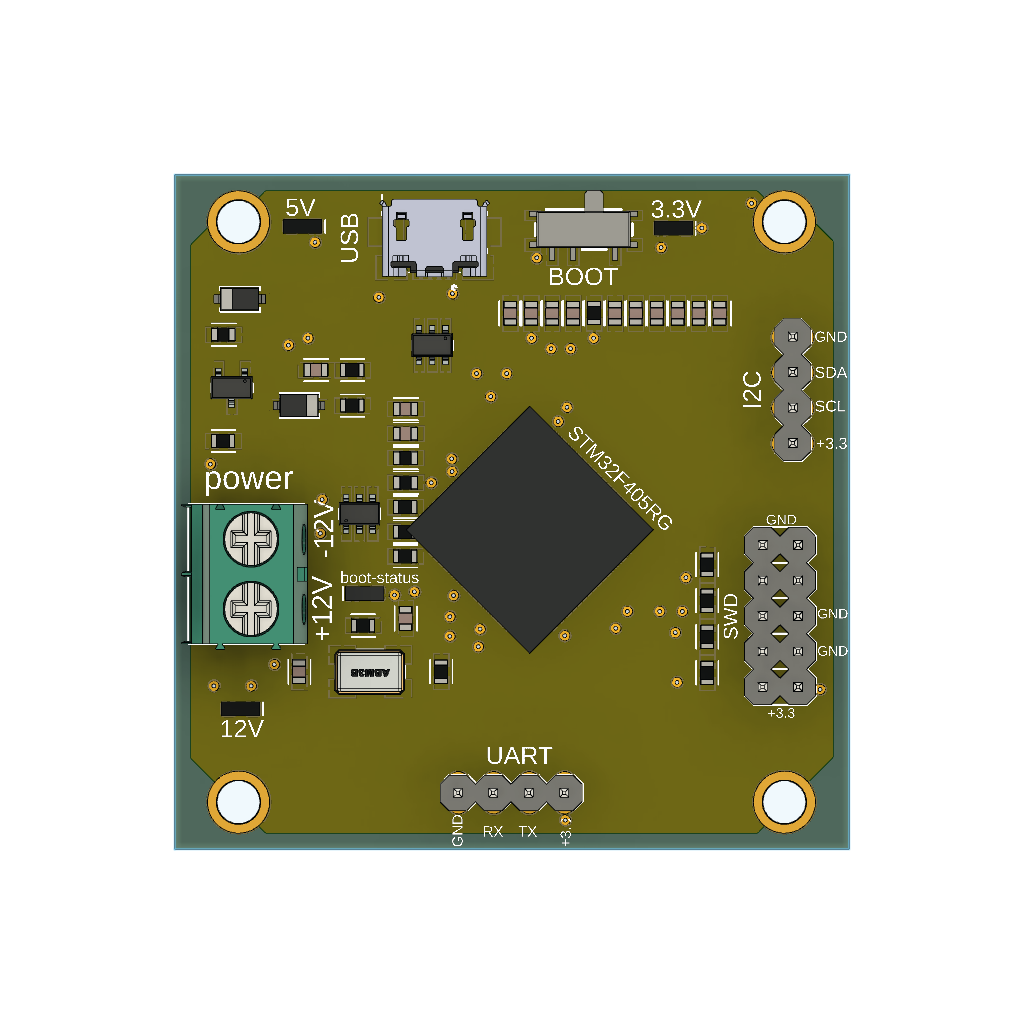 5V
USB
BOOT
3.3V
GND
SDA
SCL
+3.3
I2C
STM32F405RG
power
-12V
+12V
boot-status
ABM3B
12V
GND
GND
GND
+3.3
SWD
UART
GND
RX
TX
+3.